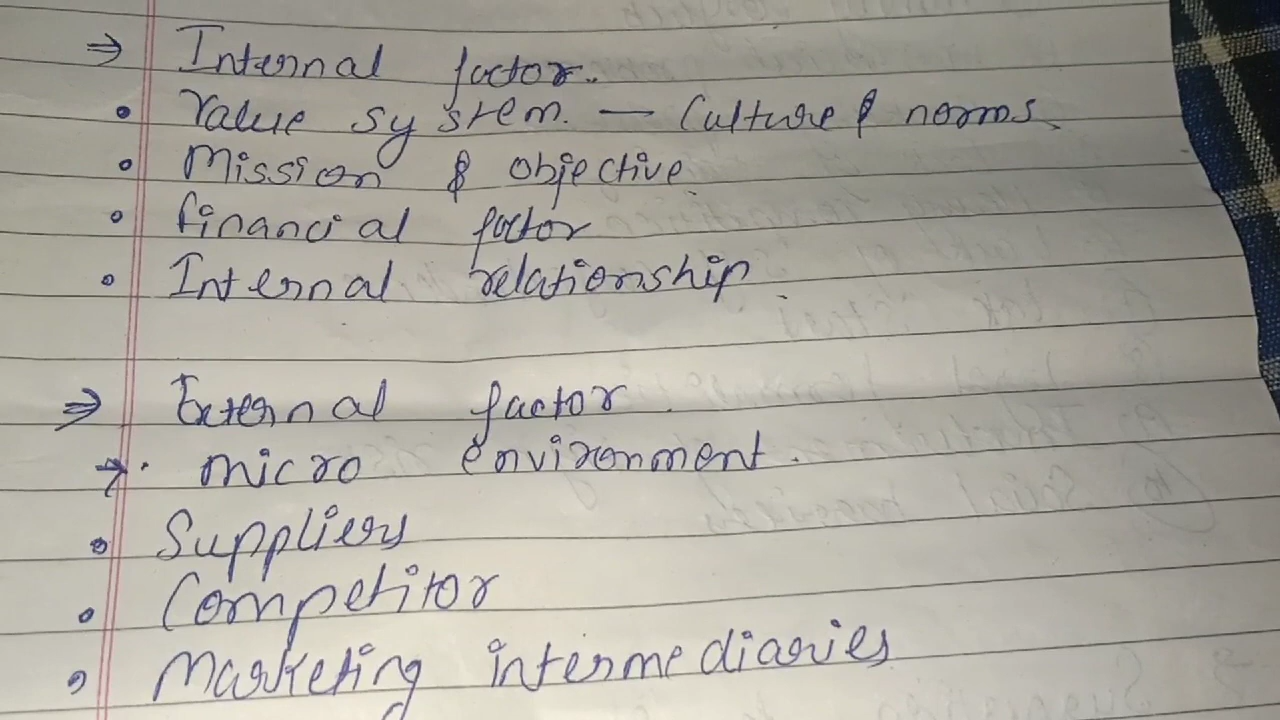 ⇒ Internal factor.
• Value system. — Culture & norms.
• Mission & objective
• financial factor
• Internal relationship
⇒ External factor
→ • micro environment.
• Suppliers
• Competitor
• Marketing intermediaries